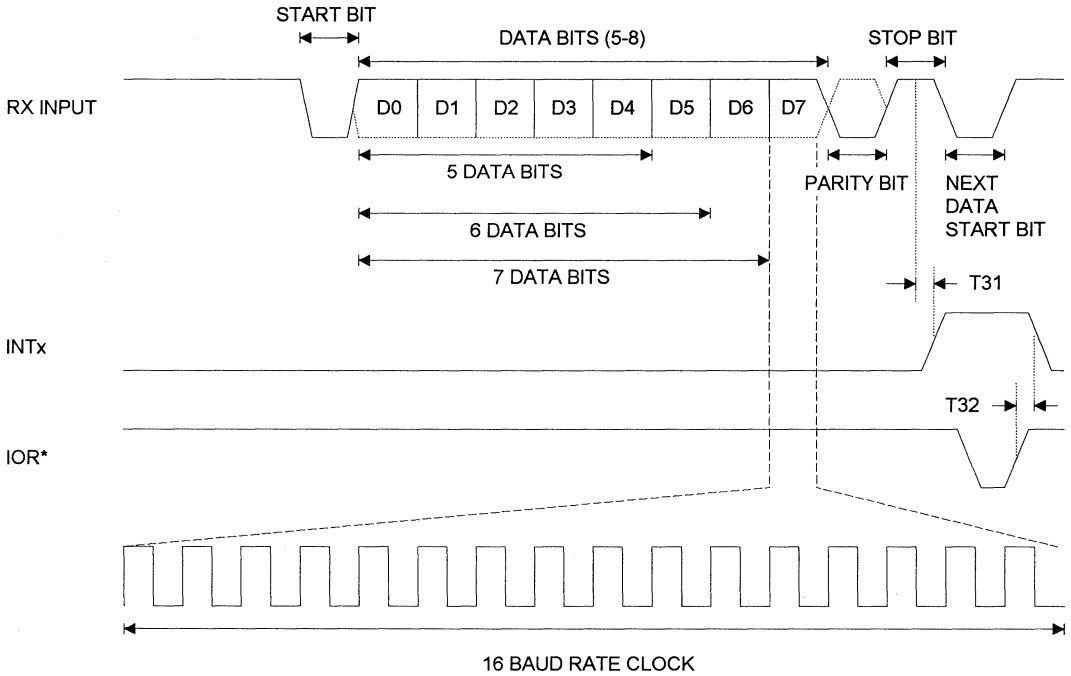 START BIT
DATA BITS (5-8)
STOP BIT
RX INPUT
D0 D1 D2 D3 D4 D5 D6 D7
5 DATA BITS
PARITY BIT
NEXT
DATA
START BIT
6 DATA BITS
7 DATA BITS
T31
INTx
T32
IOR*
16 BAUD RATE CLOCK